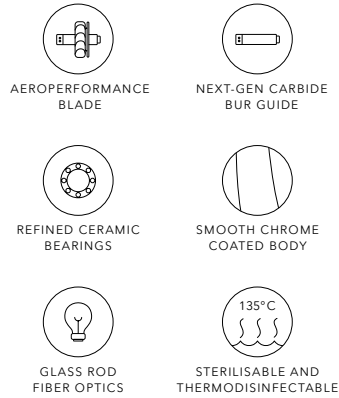 AEROPERFORMANCE
BLADE
NEXT-GEN CARBIDE
BUR GUIDE
REFINED CERAMIC
BEARINGS
SMOOTH CHROME
COATED BODY
GLASS ROD
FIBER OPTICS
135°C
STERILISABLE AND
THERMODISINFECTABLE